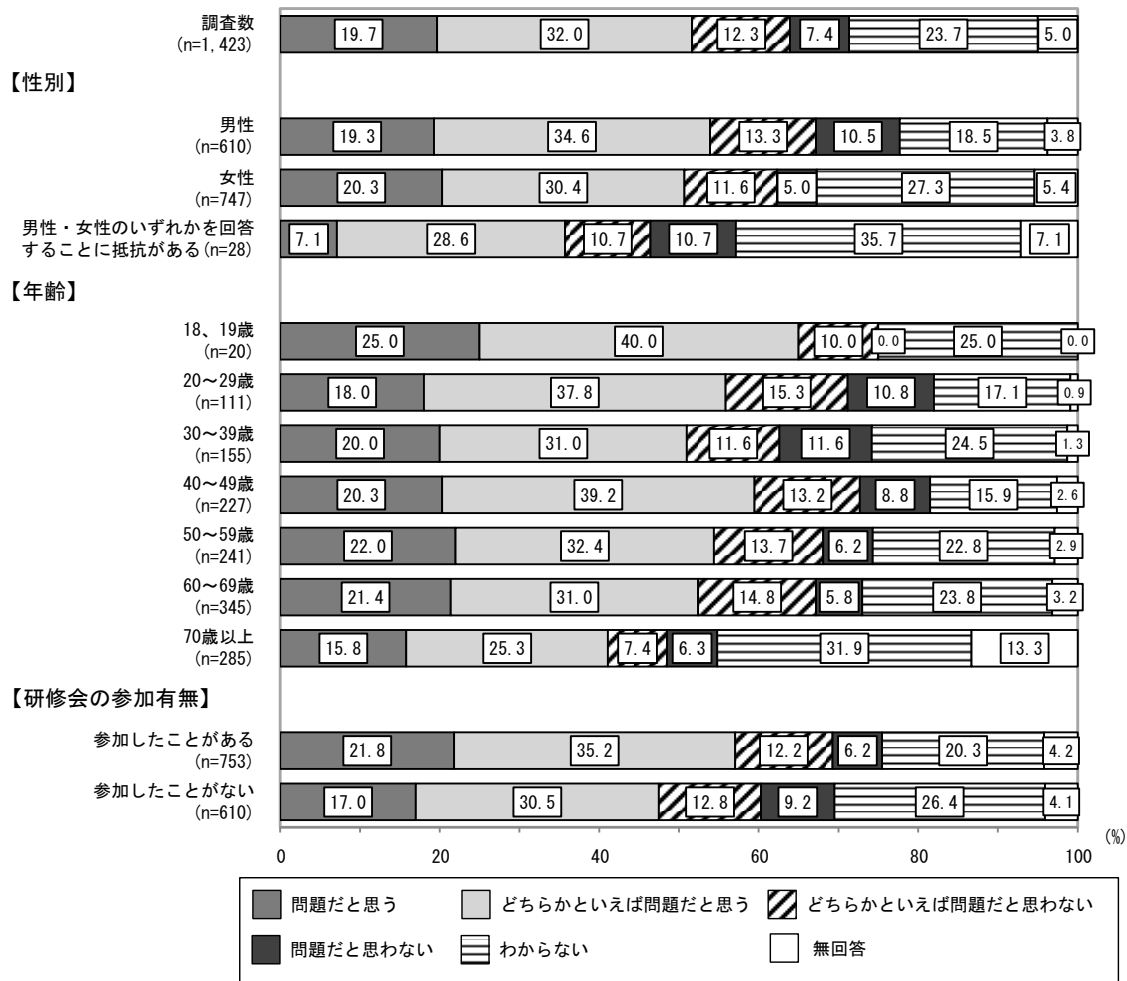 調査数
(n=1,423)
19.7 32.0 12.3 7.4 23.7 5.0
【性別】
男性
(n=610)
19.3 34.6 13.3 10.5 18.5 3.8
女性
(n=747)
20.3 30.4 11.6 5.0 27.3 5.4
男性・女性のいずれかを回答
することに抵抗がある(n=28)
7.1 28.6 10.7 10.7 35.7 7.1
【年齢】
18、19歳
(n=20)
25.0 40.0 10.0 0.0 25.0 0.0
20～29歳
(n=111)
18.0 37.8 15.3 10.8 17.1 0.9
30～39歳
(n=155)
20.0 31.0 11.6 11.6 24.5 1.3
40～49歳
(n=227)
20.3 39.2 13.2 8.8 15.9 2.6
50～59歳
(n=241)
22.0 32.4 13.7 6.2 22.8 2.9
60～69歳
(n=345)
21.4 31.0 14.8 5.8 23.8 3.2
70歳以上
(n=285)
15.8 25.3 7.4 6.3 31.9 13.3
【研修会の参加有無】
参加したことがある
(n=753)
21.8 35.2 12.2 6.2 20.3 4.2
参加したことがない
(n=610)
17.0 30.5 12.8 9.2 26.4 4.1
(%)
0 20 40 60 80 100
問題だと思う どちらかといえば問題だと思う どちらかといえば問題だと思わない
問題だと思わない わからない 無回答